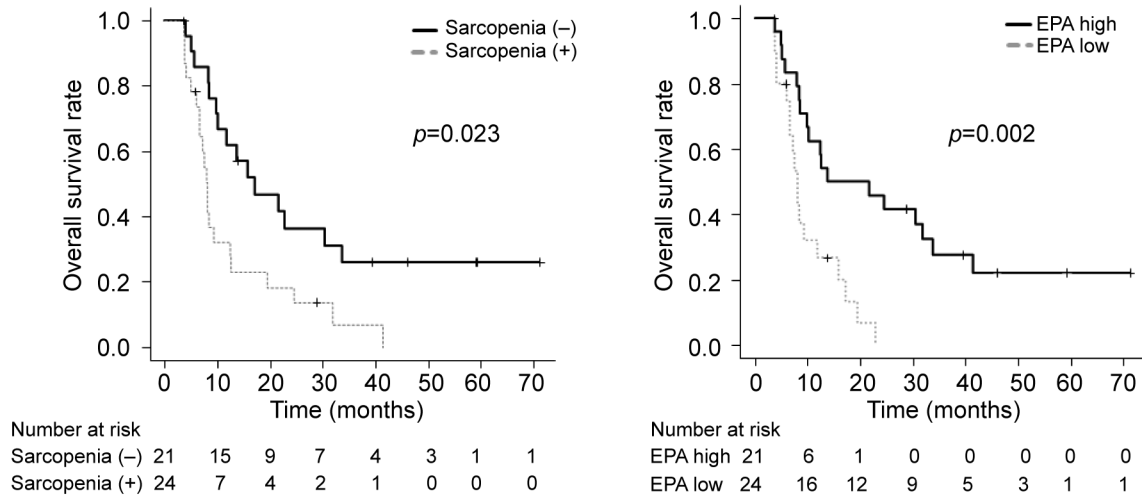 Overall survival rate
1.0
0.8
0.6
0.4
0.2
0.0
Sarcopenia (–)
Sarcopenia (+)
p=0.023
0 10 20 30 40 50 60 70
Time (months)
Number at risk
Sarcopenia (–) 21 15 9 7 4 3 1 1
Sarcopenia (+) 24 7 4 2 1 0 0 0
Overall survival rate
1.0
0.8
0.6
0.4
0.2
0.0
EPA high
EPA low
p=0.002
0 10 20 30 40 50 60 70
Time (months)
Number at risk
EPA high 21 6 1 0 0 0 0 0
EPA low 24 16 12 9 5 3 1 1